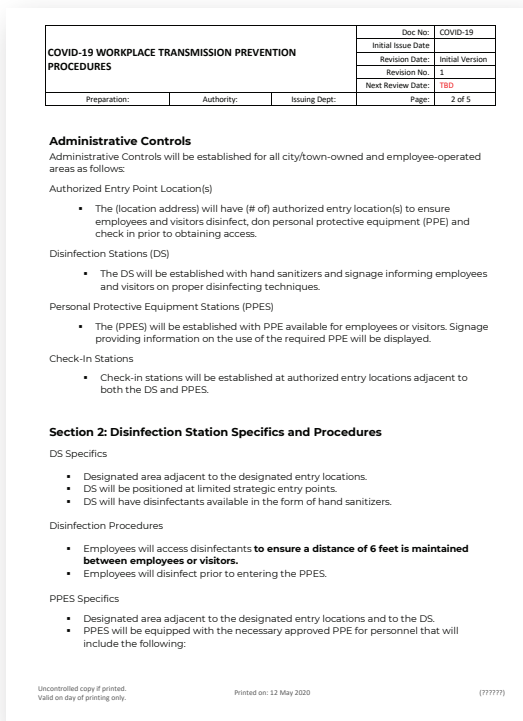 COVID-19 WORKPLACE TRANSMISSION PREVENTION
PROCEDURES
Doc No: COVID-19
Initial Issue Date
Revision Date: Initial Version
Revision No. 1
Next Review Date: TBD
Preparation: Authority: Issuing Dept: Page: 2 of 5
Administrative Controls
Administrative Controls will be established for all city/town-owned and employee-operated
areas as follows:
Authorized Entry Point Location(s)
▪ The (location address) will have (# of) authorized entry location(s) to ensure
employees and visitors disinfect, don personal protective equipment (PPE) and
check in prior to obtaining access.
Disinfection Stations (DS)
▪ The DS will be established with hand sanitizers and signage informing employees
and visitors on proper disinfecting techniques.
Personal Protective Equipment Stations (PPES)
▪ The (PPES) will be established with PPE available for employees or visitors. Signage
providing information on the use of the required PPE will be displayed.
Check-In Stations
▪ Check-in stations will be established at authorized entry locations adjacent to
both the DS and PPES.
Section 2: Disinfection Station Specifics and Procedures
DS Specifics
▪ Designated area adjacent to the designated entry locations.
▪ DS will be positioned at limited strategic entry points.
▪ DS will have disinfectants available in the form of hand sanitizers.
Disinfection Procedures
▪ Employees will access disinfectants to ensure a distance of 6 feet is maintained
between employees or visitors.
▪ Employees will disinfect prior to entering the PPES.
PPES Specifics
▪ Designated area adjacent to the designated entry locations and to the DS.
▪ PPES will be equipped with the necessary approved PPE for personnel that will
include the following:
Uncontrolled copy if printed.
Valid on day of printing only.
Printed on: 12 May 2020
(??????)